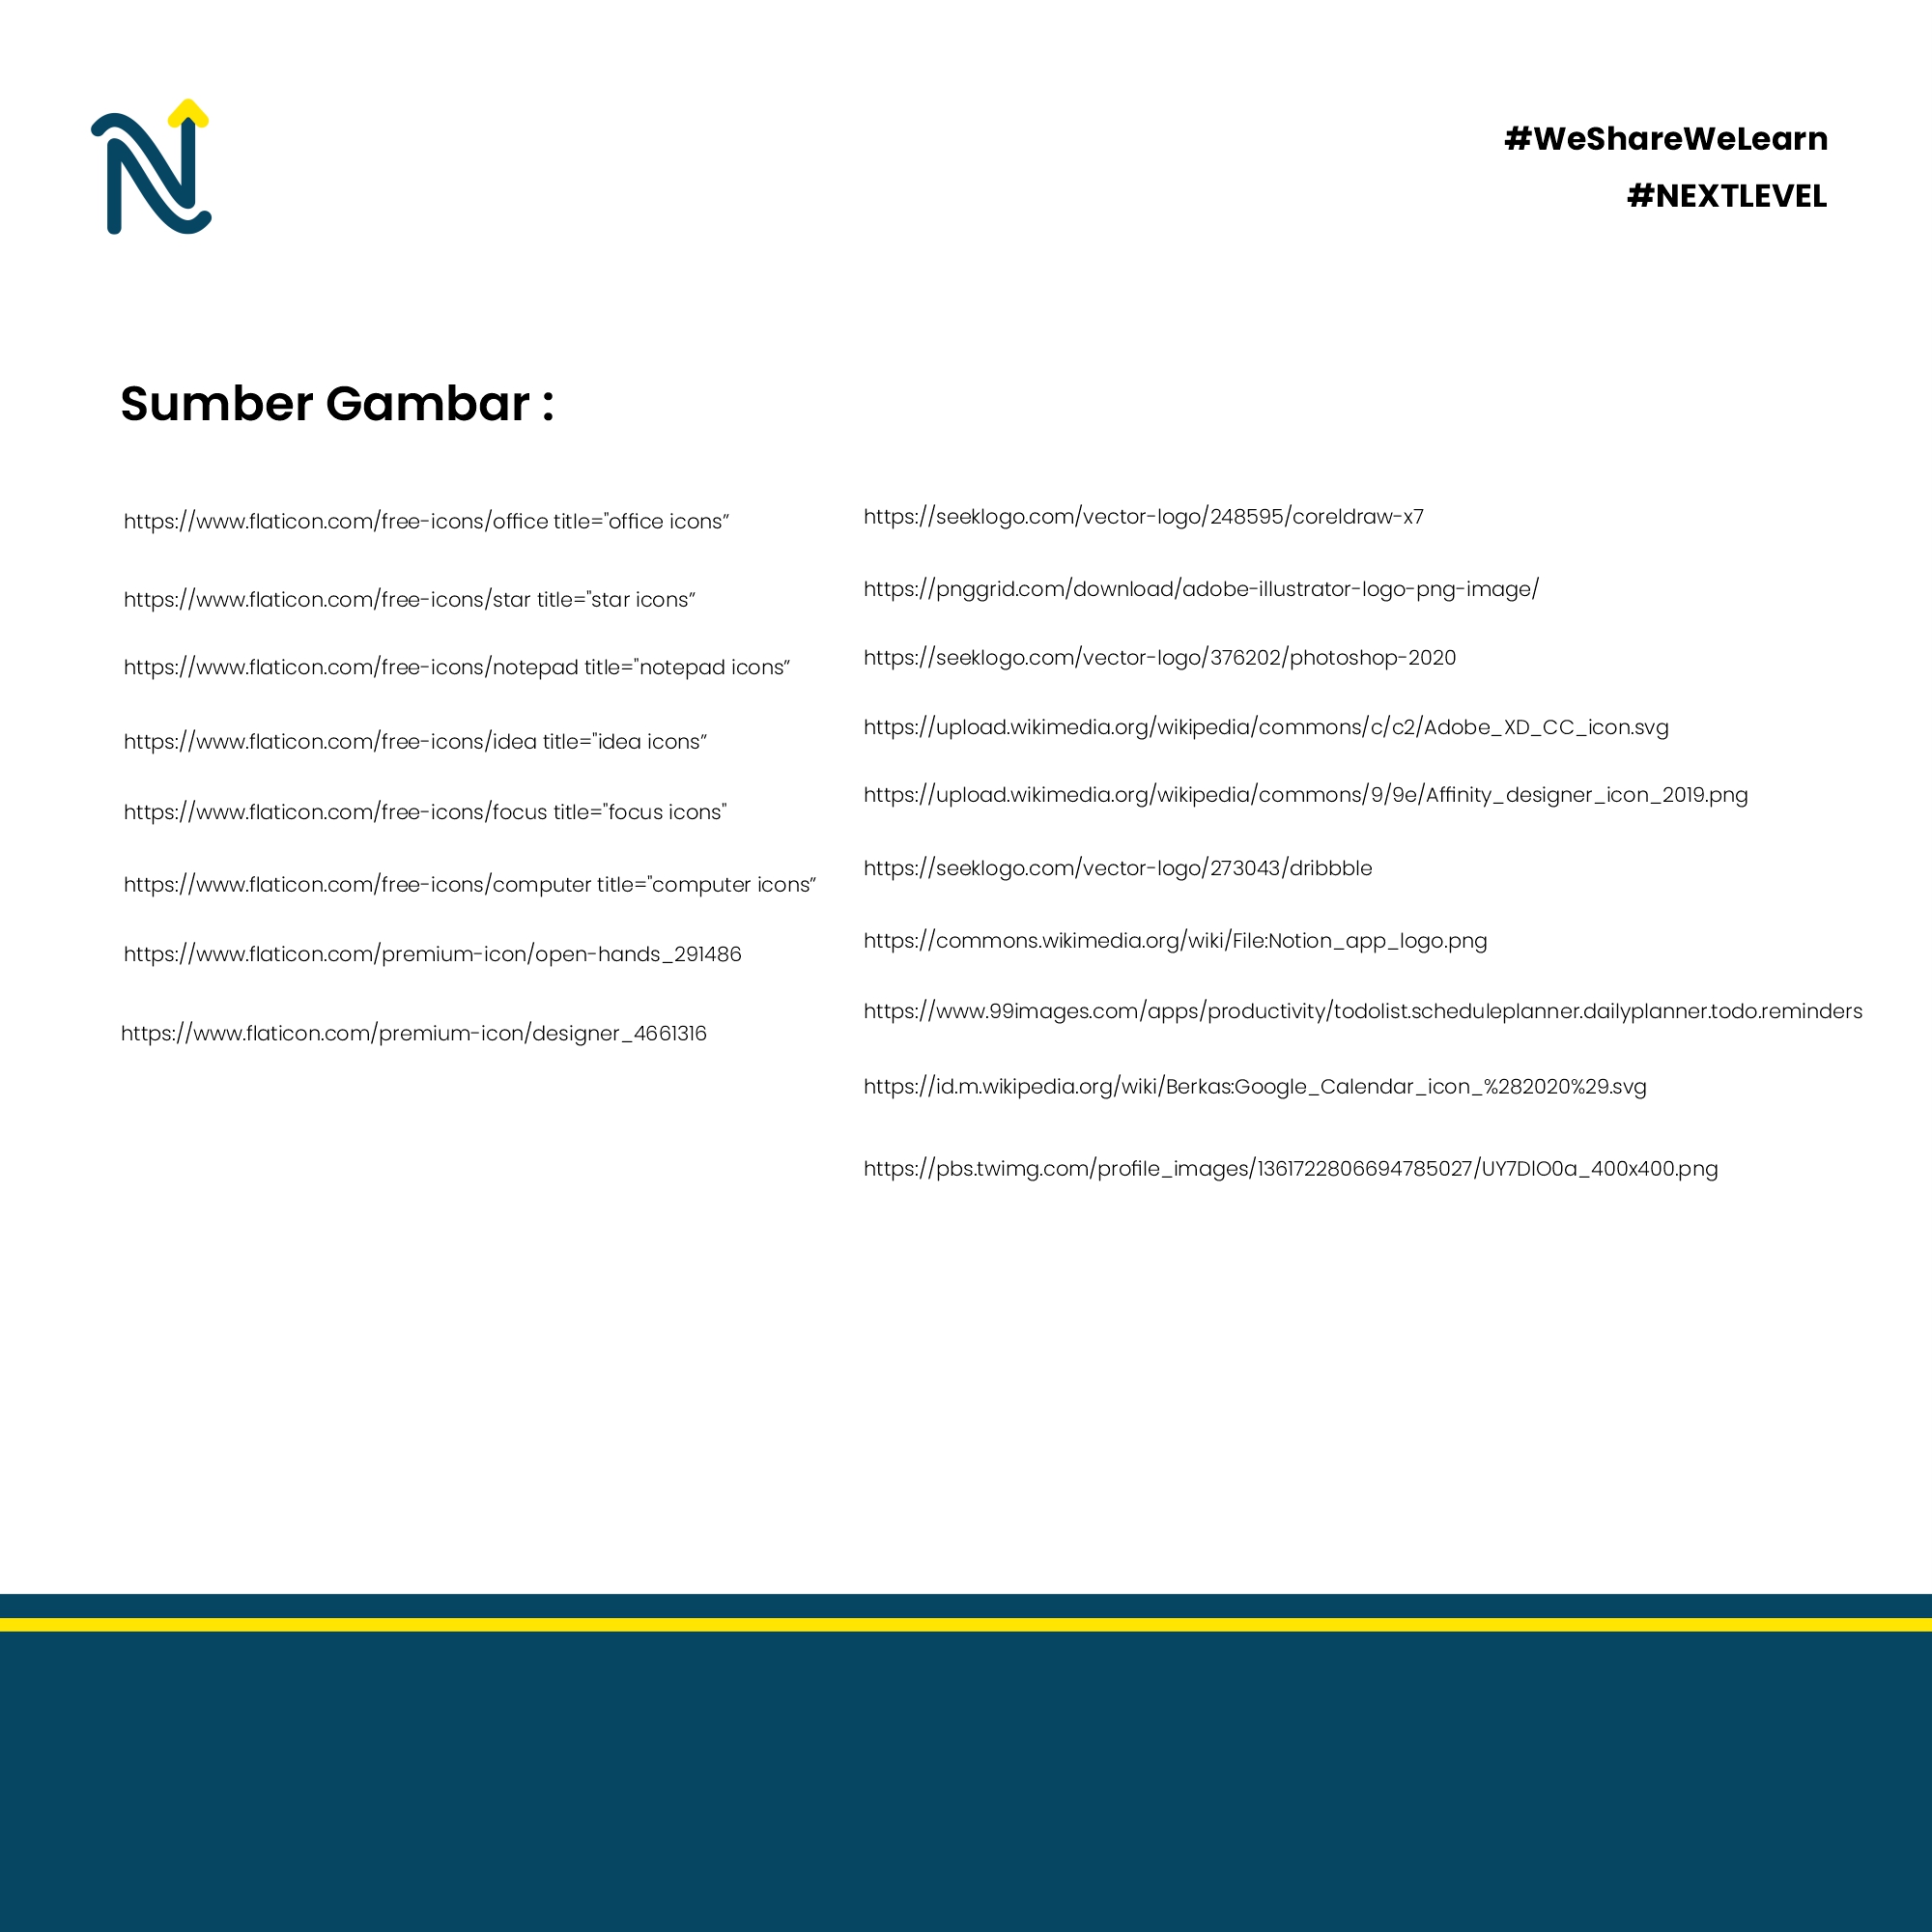 #WeShareWeLearn
#NEXTLEVEL
Sumber Gambar :
https://www.flaticon.com/free-icons/office title="office icons”
https://www.flaticon.com/free-icons/star title="star icons”
https://www.flaticon.com/free-icons/notepad title="notepad icons”
https://www.flaticon.com/free-icons/idea title="idea icons”
https://www.flaticon.com/free-icons/focus title="focus icons"
https://www.flaticon.com/free-icons/computer title="computer icons”
https://www.flaticon.com/premium-icon/open-hands_291486
https://www.flaticon.com/premium-icon/designer_4661316
https://seeklogo.com/vector-logo/248595/coreldraw-x7
https://pnggrid.com/download/adobe-illustrator-logo-png-image/
https://seeklogo.com/vector-logo/376202/photoshop-2020
https://upload.wikimedia.org/wikipedia/commons/c/c2/Adobe_XD_CC_icon.svg
https://upload.wikimedia.org/wikipedia/commons/9/9e/Affinity_designer_icon_2019.png
https://seeklogo.com/vector-logo/273043/dribbble
https://commons.wikimedia.org/wiki/File:Notion_app_logo.png
https://www.99images.com/apps/productivity/todolist.scheduleplanner.dailyplanner.todo.reminders
https://id.m.wikipedia.org/wiki/Berkas:Google_Calendar_icon_%282020%29.svg
https://pbs.twimg.com/profile_images/1361722806694785027/UY7DlO0a_400x400.png